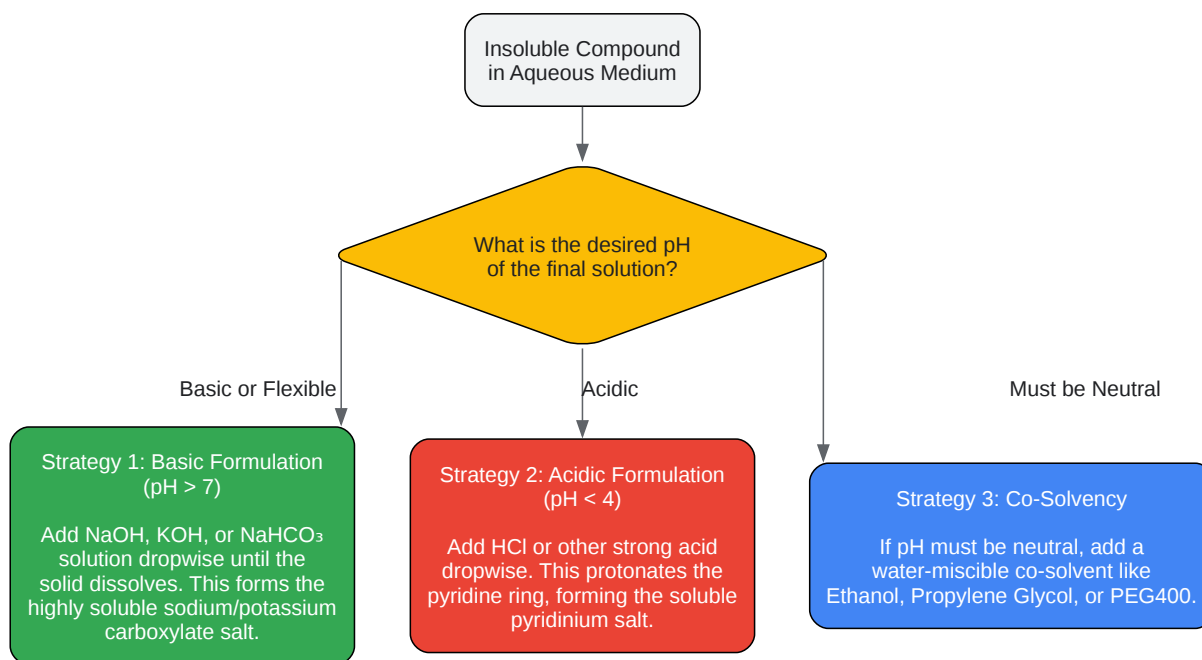 Insoluble Compound
in Aqueous Medium
What is the desired pH
of the final solution?
Basic or Flexible
Acidic
Must be Neutral
Strategy 1: Basic Formulation
(pH > 7)
Add NaOH, KOH, or NaHCO₃
solution dropwise until the
solid dissolves. This forms the
highly soluble sodium/potassium
carboxylate salt.
Strategy 2: Acidic Formulation
(pH < 4)
Add HCl or other strong acid
dropwise. This protonates the
pyridine ring, forming the soluble
pyridinium salt.
Strategy 3: Co-Solvency
If pH must be neutral, add a
water-miscible co-solvent like
Ethanol, Propylene Glycol, or PEG400.